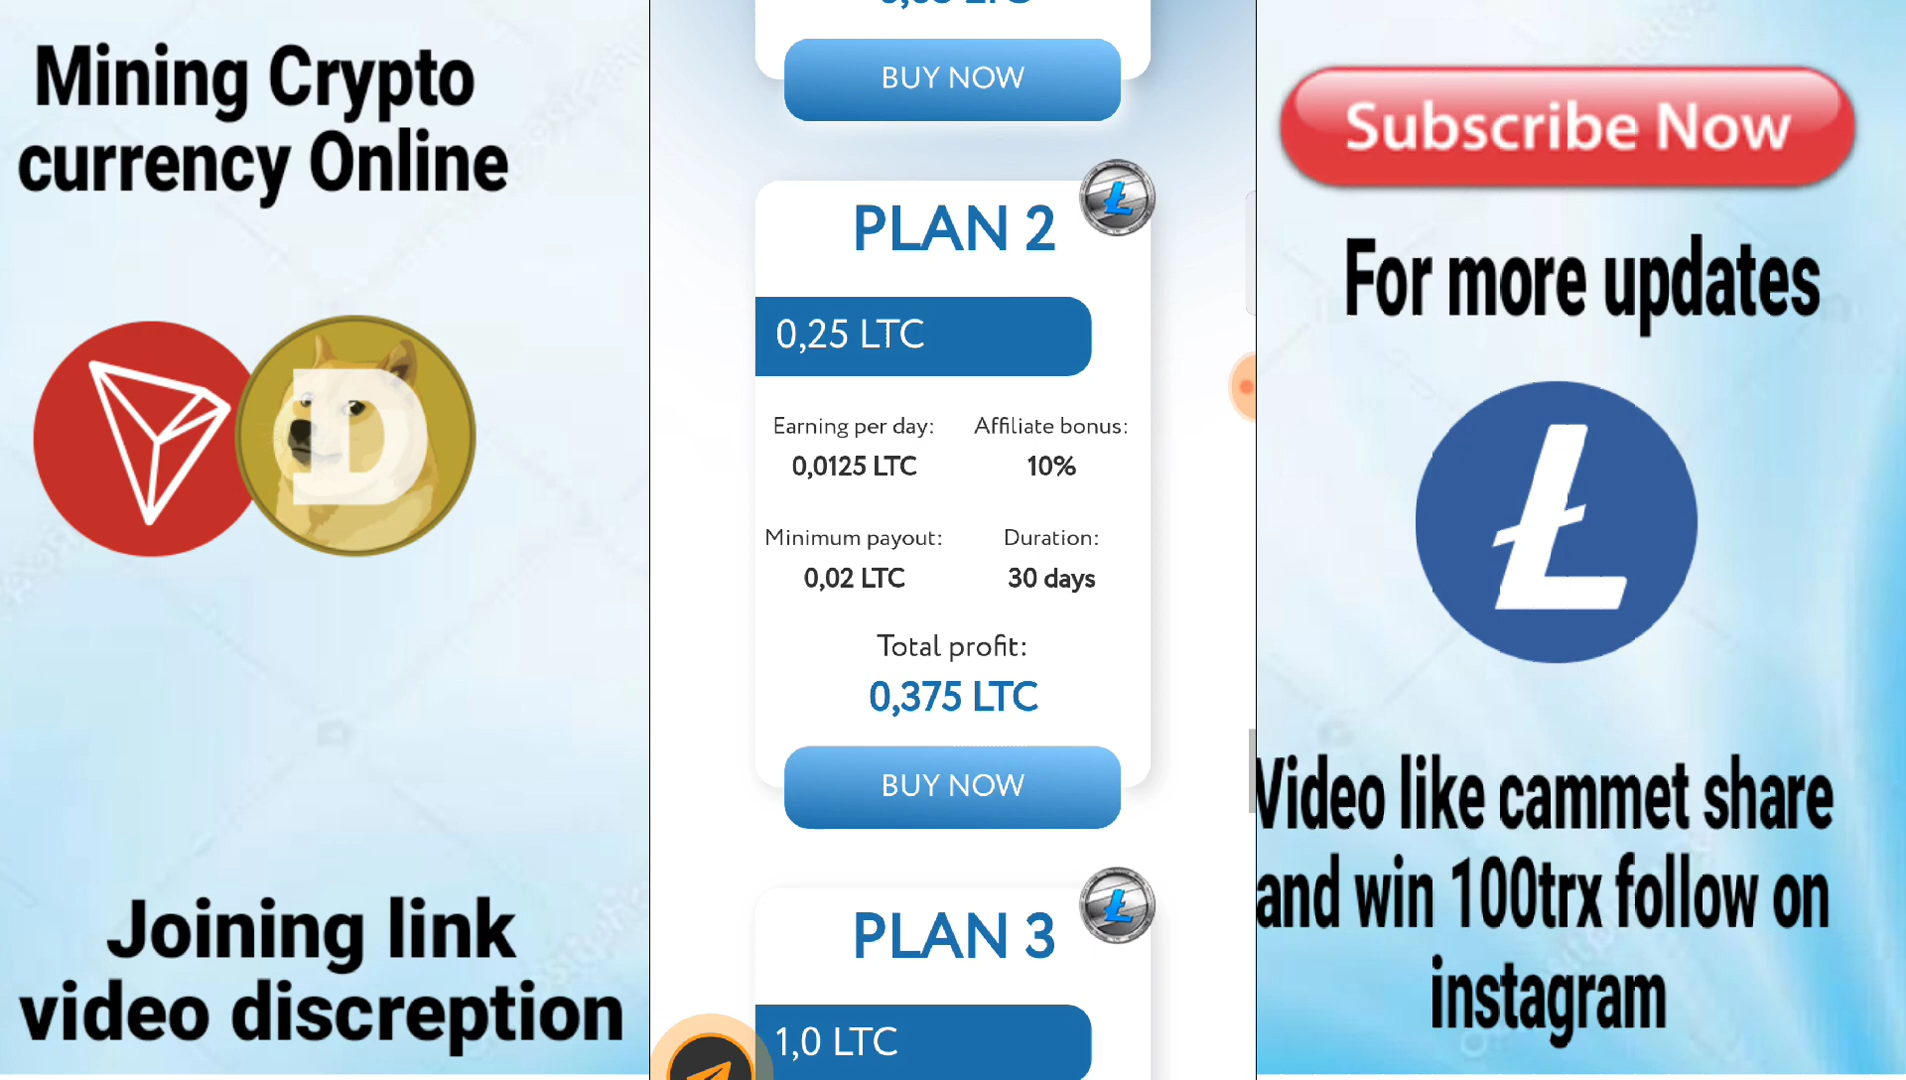 Mining Crypto
currency Online
Joining link
video discreption
BUY NOW
PLAN 2
0,25 LTC
Earning per day: Affiliate bonus:
0,0125 LTC 10%
Minimum payout: Duration:
0,02 LTC 30 days
Total profit:
0,375 LTC
BUY NOW
PLAN 3
1,0 LTC
Subscribe Now
For more updates
Video like cammet share
and win 100trx follow on
instagram